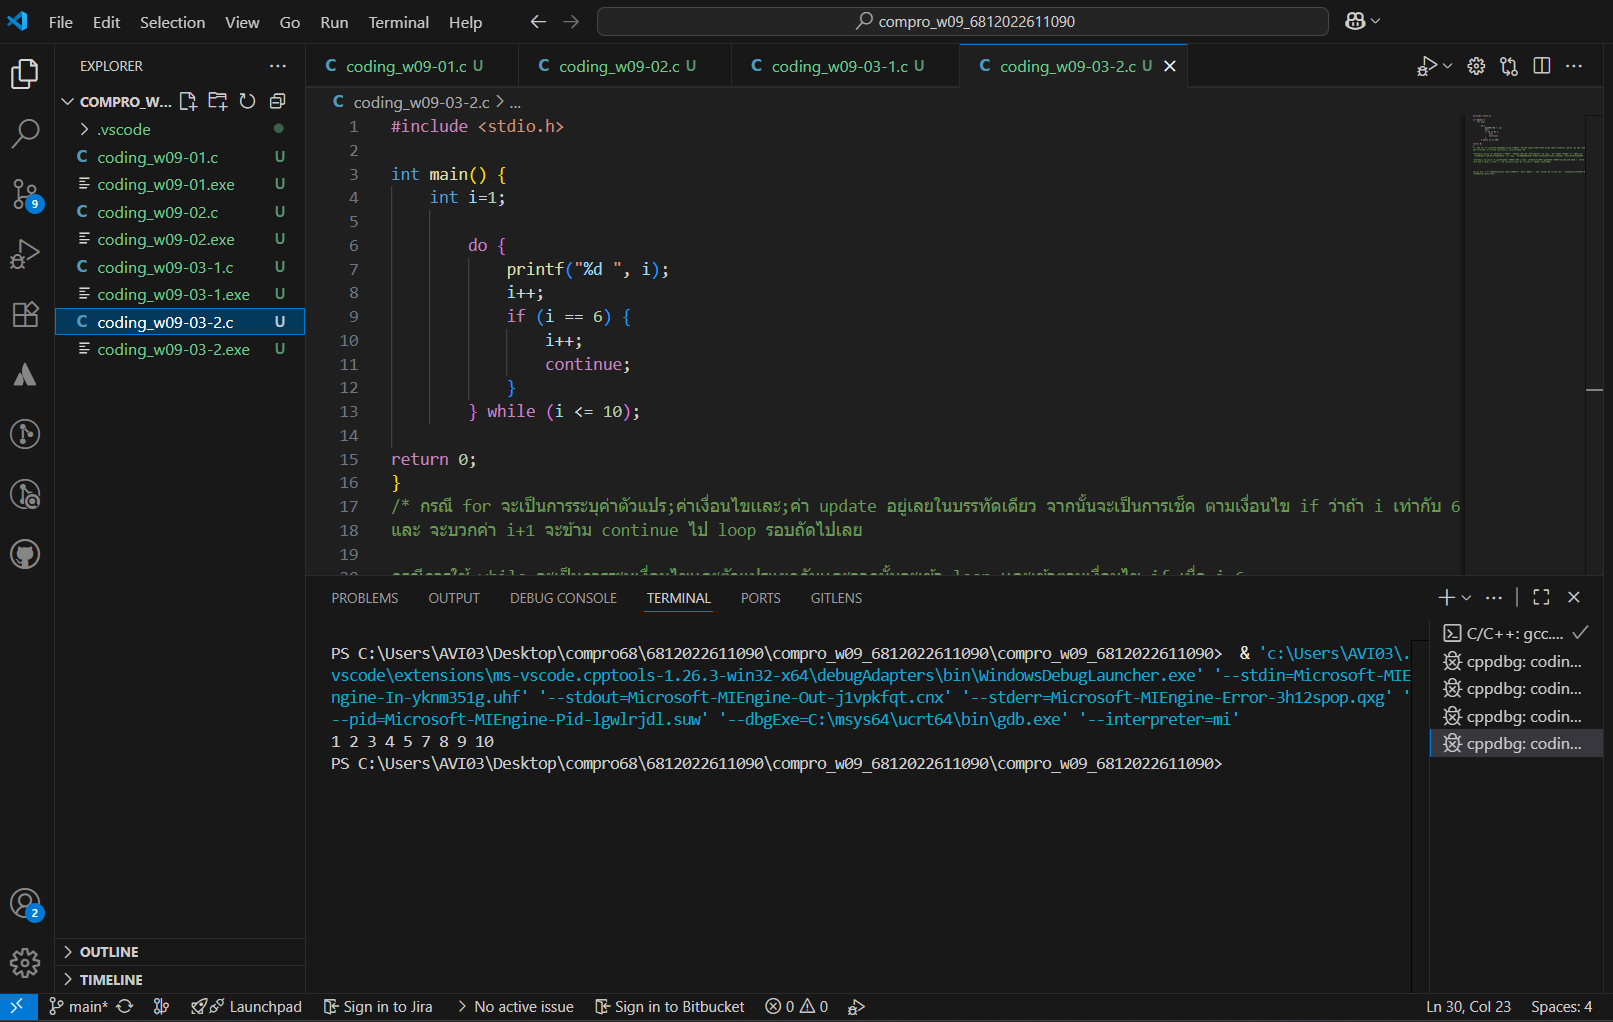 File Edit Selection View Go Run Terminal Help
compro_w09_6812022611090
EXPLORER
COMPRO_W...
.vscode
C coding_w09-01.c U
coding_w09-01.exe U
C coding_w09-02.c U
coding_w09-02.exe U
C coding_w09-03-1.c U
coding_w09-03-1.exe U
C coding_w09-03-2.c U
coding_w09-03-2.exe U
9
2
OUTLINE
TIMELINE
C coding_w09-01.c U C coding_w09-02.c U C coding_w09-03-1.c U C coding_w09-03-2.c U
C coding_w09-03-2.c > ...
1 #include <stdio.h>
2
3 int main() {
4 int i=1;
5
6 do {
7 printf("%d ", i);
8 i++;
9 if (i == 6) {
10 i++;
11 continue;
12 }
13 } while (i <= 10);
14
15 return 0;
16 }
17 /* กรณี for จะเป็นการระบุค่าตัวแปร;ค่าเงื่อนไขและ;ค่า update อยู่เลยในบรรทัดเดียว จากนั้นจะเป็นการเช็ค ตามเงื่อนไข if ว่าถ้า i เท่ากับ 6
18 และ จะบวกค่า i+1 จะข้าม continue ไป loop รอบถัดไปเลย
19
PROBLEMS OUTPUT DEBUG CONSOLE TERMINAL PORTS GITLENS
PS C:\Users\AVI03\Desktop\compro68\6812022611090\compro_w09_6812022611090\compro_w09_6812022611090> & 'c:\Users\AVI03\.
vscode\extensions\ms-vscode.cpptools-1.26.3-win32-x64\debugAdapters\bin\WindowsDebugLauncher.exe' '--stdin=Microsoft-MIE
ngine-In-yknm351g.uhf' '--stdout=Microsoft-MIEngine-Out-j1vpkfqt.cnx' '--stderr=Microsoft-MIEngine-Error-3h12spop.qxg' '
--pid=Microsoft-MIEngine-Pid-lgwlrjdl.suw' '--dbgExe=C:\msys64\ucrt64\bin\gdb.exe' '--interpreter=mi'
1 2 3 4 5 7 8 9 10
PS C:\Users\AVI03\Desktop\compro68\6812022611090\compro_w09_6812022611090\compro_w09_6812022611090>
C/C++: gcc....
cppdbg: codin...
cppdbg: codin...
cppdbg: codin...
cppdbg: codin...
main* Launchpad Sign in to Jira No active issue Sign in to Bitbucket 0 0 Ln 30, Col 23 Spaces: 4